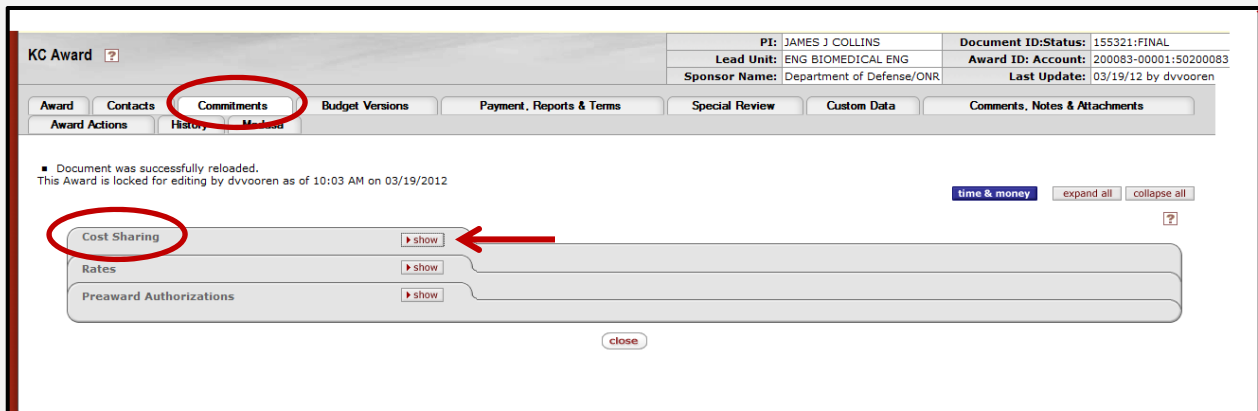 KC Award ?
PI: JAMES J COLLINS Document ID:Status: 155321:FINAL
Lead Unit: ENG BIOMEDICAL ENG Award ID: Account: 200083-00001:50200083
Sponsor Name: Department of Defense/ONR Last Update: 03/19/12 by dvvooren
Award Contacts Commitments Budget Versions Payment, Reports & Terms Special Review Custom Data Comments, Notes & Attachments
Award Actions History Medusa
Document was successfully reloaded.
This Award is locked for editing by dvvooren as of 10:03 AM on 03/19/2012
time & money expand all collapse all
?
Cost Sharing show
Rates show
Preaward Authorizations show
close